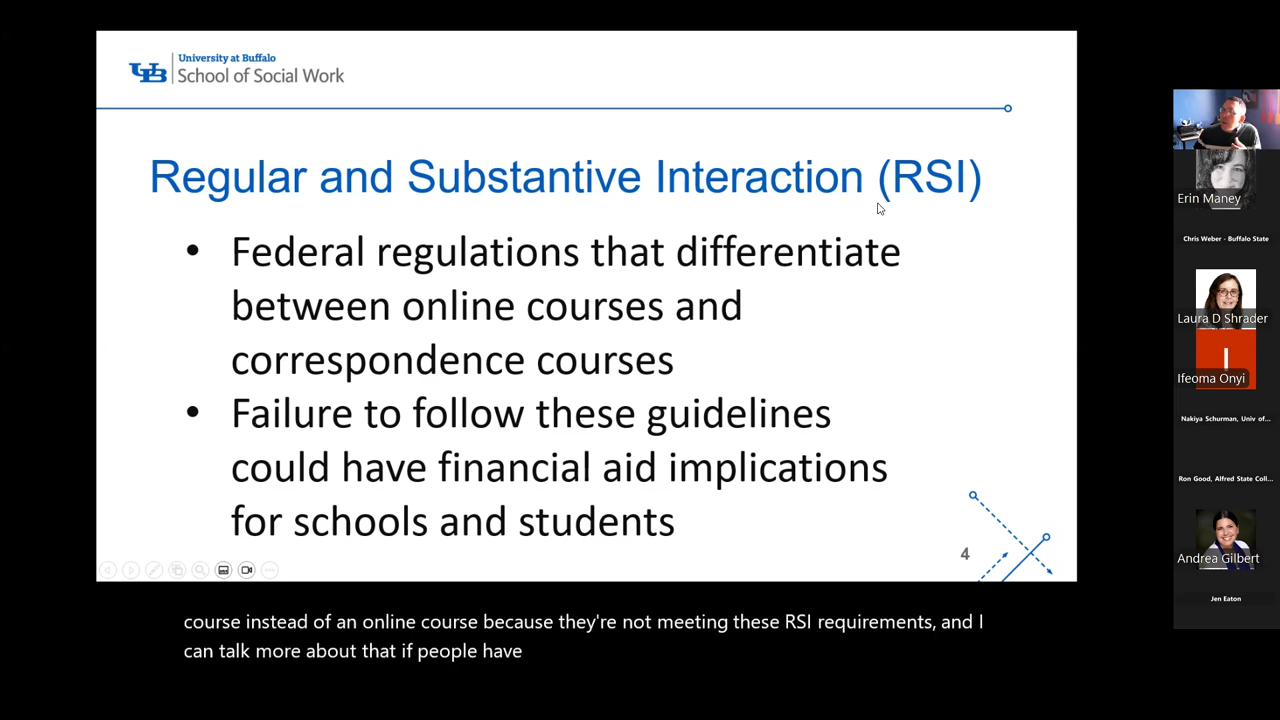 University at Buffalo
School of Social Work
Regular and Substantive Interaction (RSI)
• Federal regulations that differentiate
between online courses and
correspondence courses
• Failure to follow these guidelines
could have financial aid implications
for schools and students
4
course instead of an online course because they're not meeting these RSI requirements, and I
can talk more about that if people have
Erin Maney
Chris Weber - Buffalo State
Laura D Shrader
I
Ifeoma Onyi
Nakiya Schurman, Univ of...
Ron Good, Alfred State Coll...
Andrea Gilbert
Jen Eaton